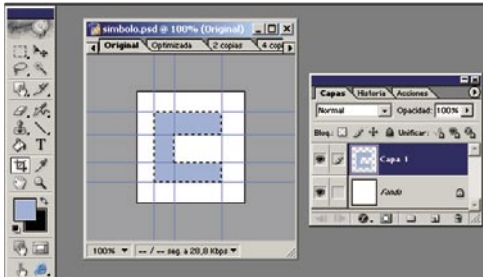 simbolo.psd @ 100% (Original)
Original Optimizada 2 copias 4 copi
100% -- / -- seg. a 28,8 Kbps
Capas Historia Acciones
Normal Opacidad: 100%
Bloq.: Unificar:
Capa 1
Fondo
T